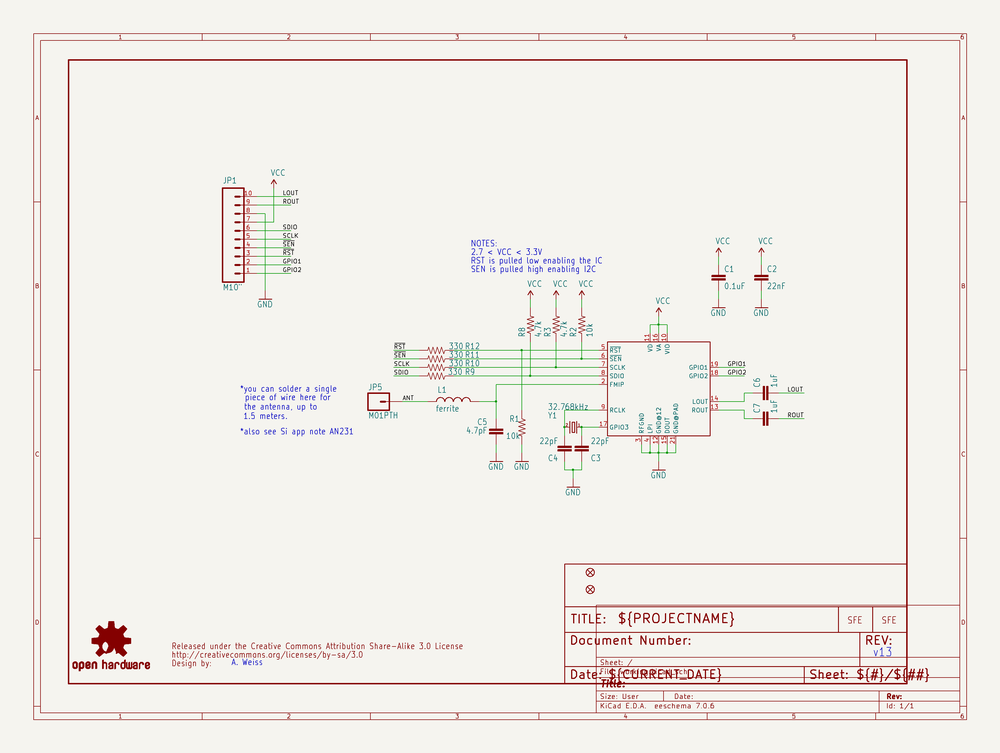 1 2 3 4 5 6
A
B
C
D
JP1
VCC
10 LOUT
9 ROUT
8
7
6 SDIO
5 SCLK
4 SEN
3 RST
2 GPIO1
1 GPIO2
M10"
GND
NOTES:
2.7 < VCC < 3.3V
RST is pulled low enabling the IC
SEN is pulled high enabling I2C
VCC VCC VCC
R8 4.7k
R3 4.7k
R2 10k
VCC VCC
C1 0.1uF
C2 22nF
GND GND
VCC
RST 330 R12
SEN 330 R11
SCLK 330 R10
SDIO 330 R9
*you can solder a single
piece of wire here for
the antenna, up to
1.5 meters.
*also see Si app note AN231
JP5
M01PTH
ANT
L1
ferrite
C5
4.7pF
GND
R1
10k
GND
32.768kHz
Y1
22pF 22pF
C4 C3
GND
11 16 10
VD VA VIO
5 RST
6 SEN
7 SCLK
8 SDIO
2 FMIP
9 RCLK
17 GPIO3
GPIO1 19 GPIO1
GPIO2 18 GPIO2
LOUT 14
ROUT 13
RFGND LPI GND@12 DOUT GND@PAD
3 4 12 15 21
GND
C6 1uF LOUT
C7 1uF ROUT
open hardware
Released under the Creative Commons Attribution Share-Alike 3.0 License
http://creativecommons.org/licenses/by-sa/3.0
Design by: A. Weiss
TITLE: ${PROJECTNAME}
SFE SFE
Document Number:
REV:
v13
Sheet: /
Date: ${CURRENT_DATE}
Sheet: ${#}/${##}
Title:
Size: User Date: Rev:
KiCad E.D.A. eeschema 7.0.6 Id: 1/1
1 2 3 4 5 6